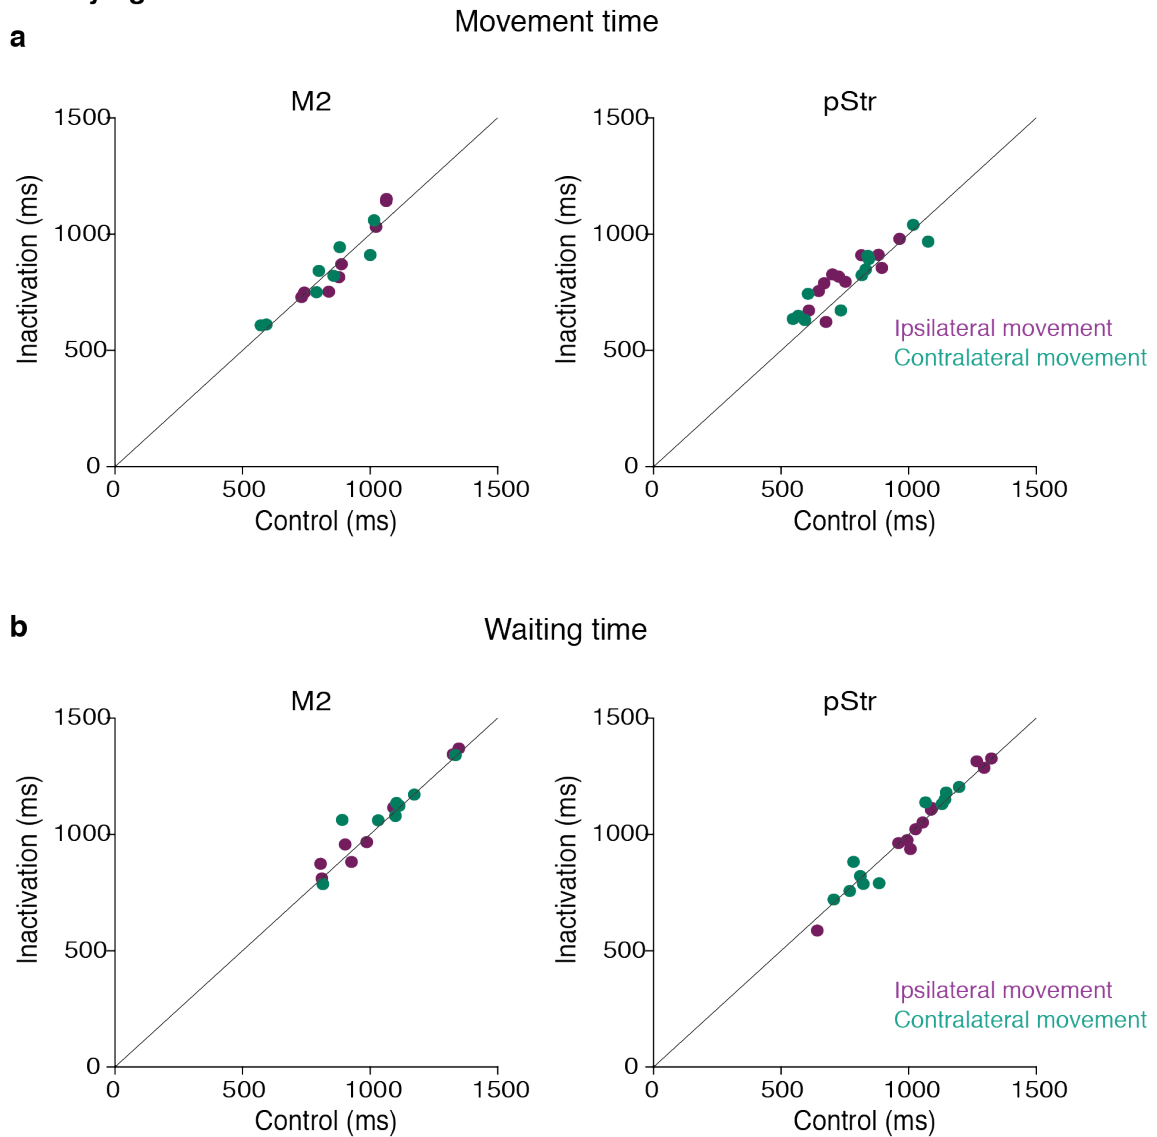 Movement time
a
M2
pStr
1500
1000
500
0
0 500 1000 1500
Inactivation (ms)
Control (ms)
1500
1000
500
0
0 500 1000 1500
Inactivation (ms)
Control (ms)
Ipsilateral movement
Contralateral movement
b
Waiting time
M2
pStr
1500
1000
500
0
0 500 1000 1500
Inactivation (ms)
Control (ms)
1500
1000
500
0
0 500 1000 1500
Inactivation (ms)
Control (ms)
Ipsilateral movement
Contralateral movement